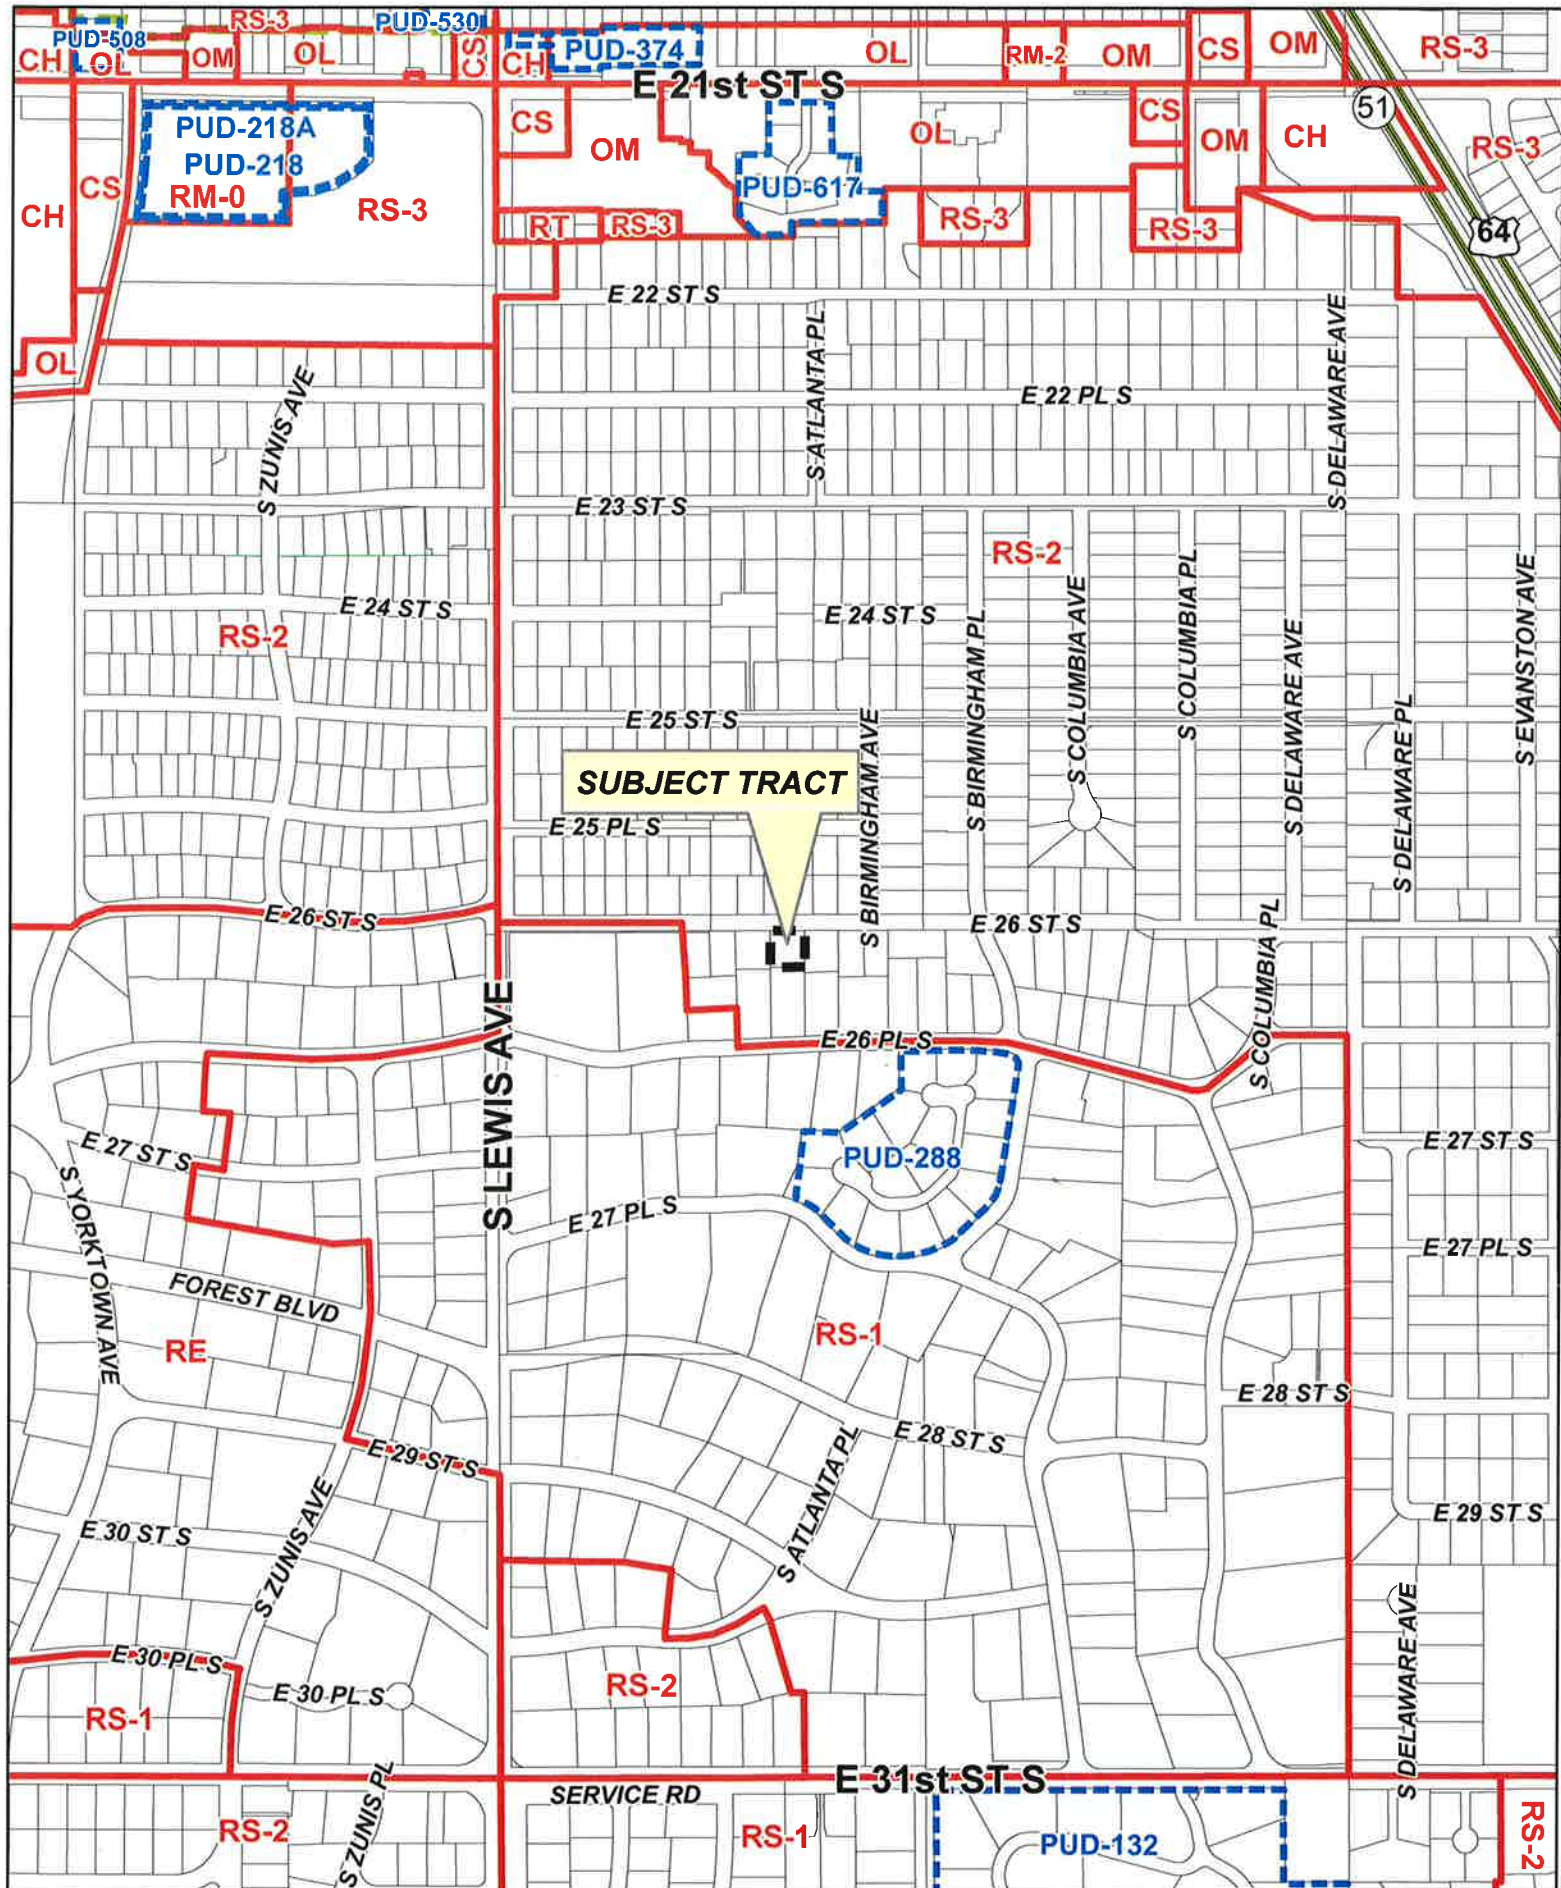 RS-3
PUD-530
PUD-508
CH
OL
OM
OL
CS
CH
PUD-374
OL
RM-2
OM
CS
OM
RS-3
E 21st ST S
51
PUD-218A
PUD-218
RM-0
CS
CH
RS-3
CS
OM
PUD-617
OL
CS
OM
CH
RS-3
RT
RS-3
RS-3
RS-3
64
E 22 ST S
OL
S ZUNIS AVE
S ATLANTA PL
E 22 PL S
S DELAWARE AVE
E 23 ST S
RS-2
E 24 ST S
E 24 ST S
RS-2
S BIRMINGHAM PL
S COLUMBIA AVE
S COLUMBIA PL
S DELAWARE AVE
S DELAWARE PL
S EVANSTON AVE
E 25 ST S
S BIRMINGHAM AVE
SUBJECT TRACT
E 25 PL S
E 26 ST S
E 26 ST S
S COLUMBIA PL
S LEWIS AVE
E 26 PL S
E 27 ST S
E 27 ST S
PUD-288
S YORKTOWN AVE
E 27 PL S
E 27 PL S
FOREST BLVD
RE
RS-1
E 28 ST S
E 28 ST S
S ATLANTA PL
E 29 ST S
E 29 ST S
E 30 ST S
S ZUNIS AVE
S DELAWARE AVE
E 30 PL S
E 30 PL S
RS-2
RS-1
E 31st ST S
SERVICE RD
S ZUNIS PL
RS-2
RS-1
PUD-132
RS-2